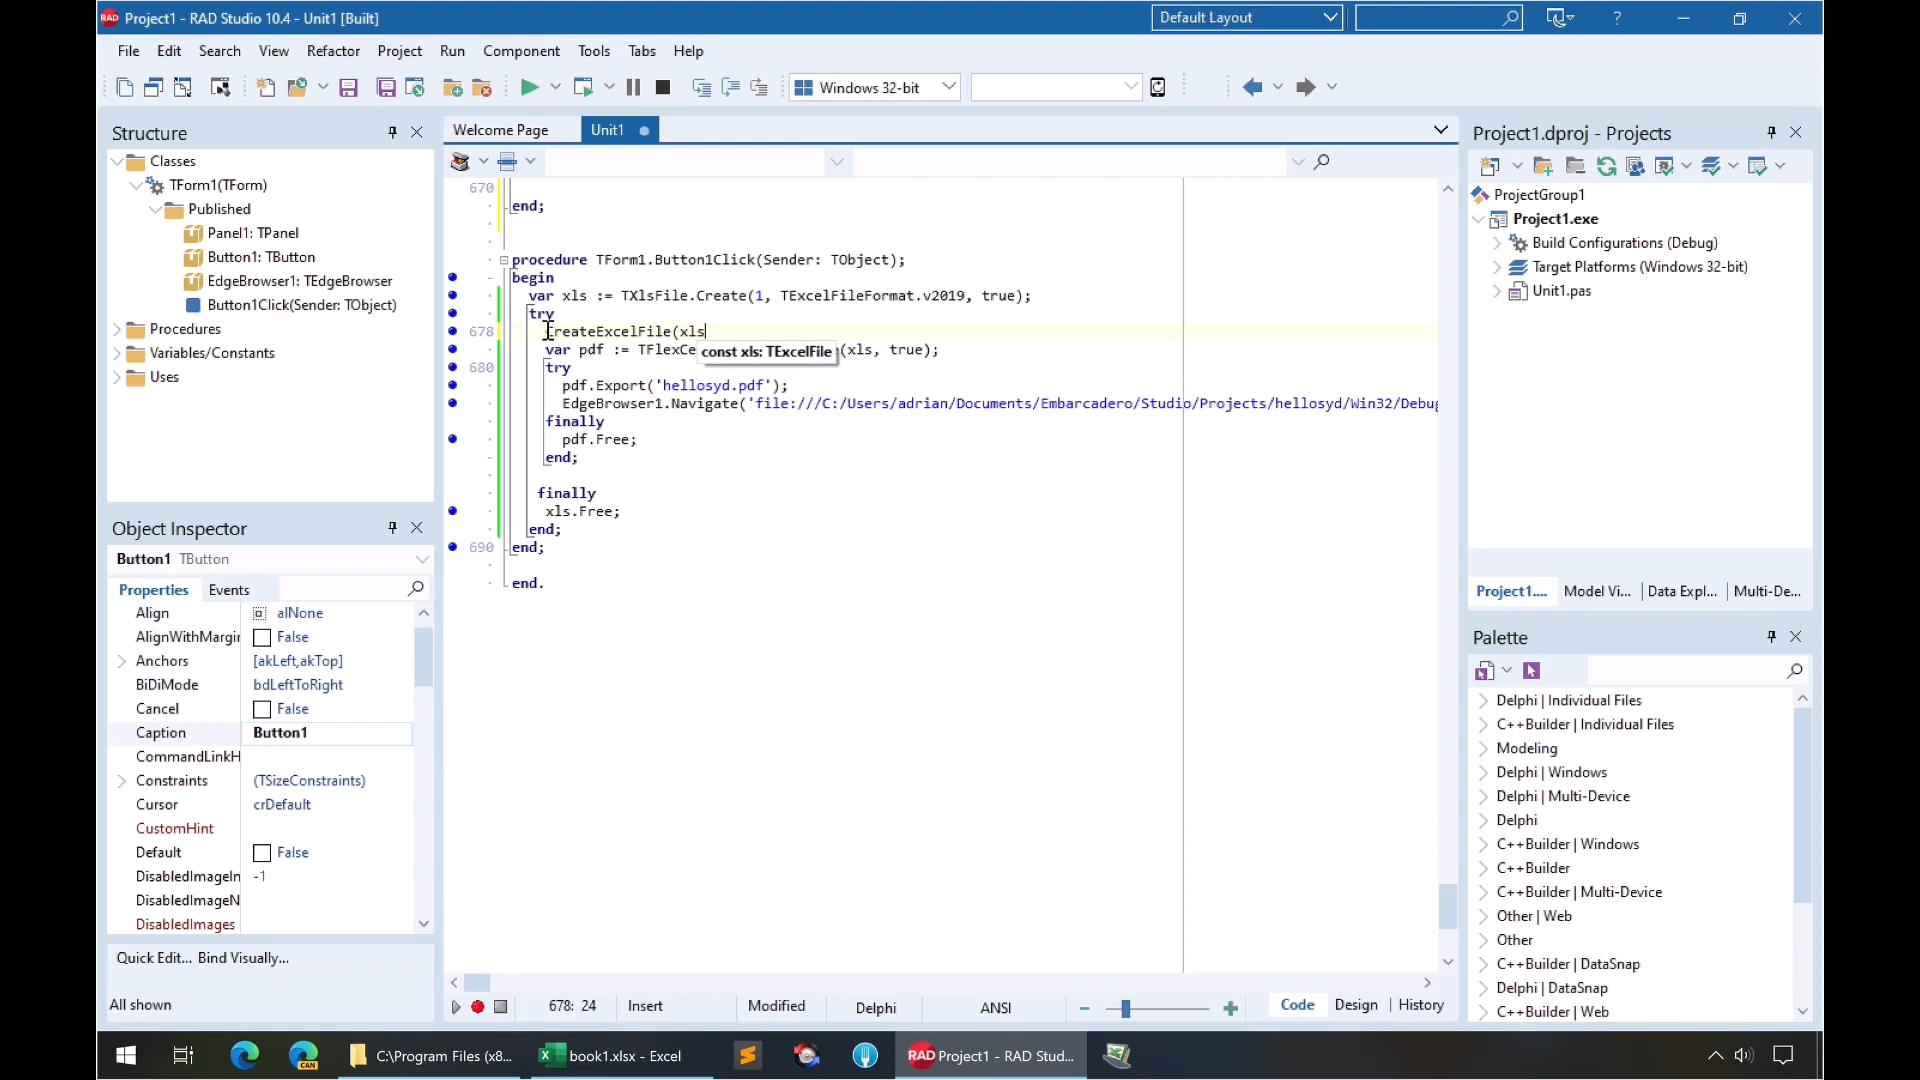 Project1 - RAD Studio 10.4 - Unit1 [Built]
Default Layout
?
File Edit Search View Refactor Project Run Component Tools Tabs Help
Windows 32-bit
Structure
Classes
TForm1(TForm)
Published
Panel1: TPanel
Button1: TButton
EdgeBrowser1: TEdgeBrowser
Button1Click(Sender: TObject)
Procedures
Variables/Constants
Uses
Object Inspector
Button1 TButton
Properties Events
Align alNone
AlignWithMargir False
Anchors [akLeft,akTop]
BiDiMode bdLeftToRight
Cancel False
Caption Button1
CommandLinkH
Constraints (TSizeConstraints)
Cursor crDefault
CustomHint
Default False
DisabledImageIn -1
DisabledImageN
DisabledImages
Quick Edit... Bind Visually...
All shown
Welcome Page Unit1
670
end;
procedure TForm1.Button1Click(Sender: TObject);
begin
var xls := TXlsFile.Create(1, TExcelFileFormat.v2019, true);
try
678 CreateExcelFile(xls
const xls: TExcelFile
var pdf := TFlexCe (xls, true);
680 try
pdf.Export('hellosyd.pdf');
EdgeBrowser1.Navigate('file:///C:/Users/adrian/Documents/Embarcadero/Studio/Projects/hellosyd/Win32/Debug
finally
pdf.Free;
end;
finally
xls.Free;
end;
690 end;
end.
678: 24 Insert Modified Delphi ANSI
Code Design History
Project1.dproj - Projects
ProjectGroup1
Project1.exe
Build Configurations (Debug)
Target Platforms (Windows 32-bit)
Unit1.pas
Project1.... Model Vi... Data Expl... Multi-De...
Palette
Delphi | Individual Files
C++Builder | Individual Files
Modeling
Delphi | Windows
Delphi | Multi-Device
Delphi
C++Builder | Windows
C++Builder
C++Builder | Multi-Device
Other | Web
Other
C++Builder | DataSnap
Delphi | DataSnap
C++Builder | Web
CAN
C:\Program Files (x8...
book1.xlsx - Excel
RAD Project1 - RAD Stud...